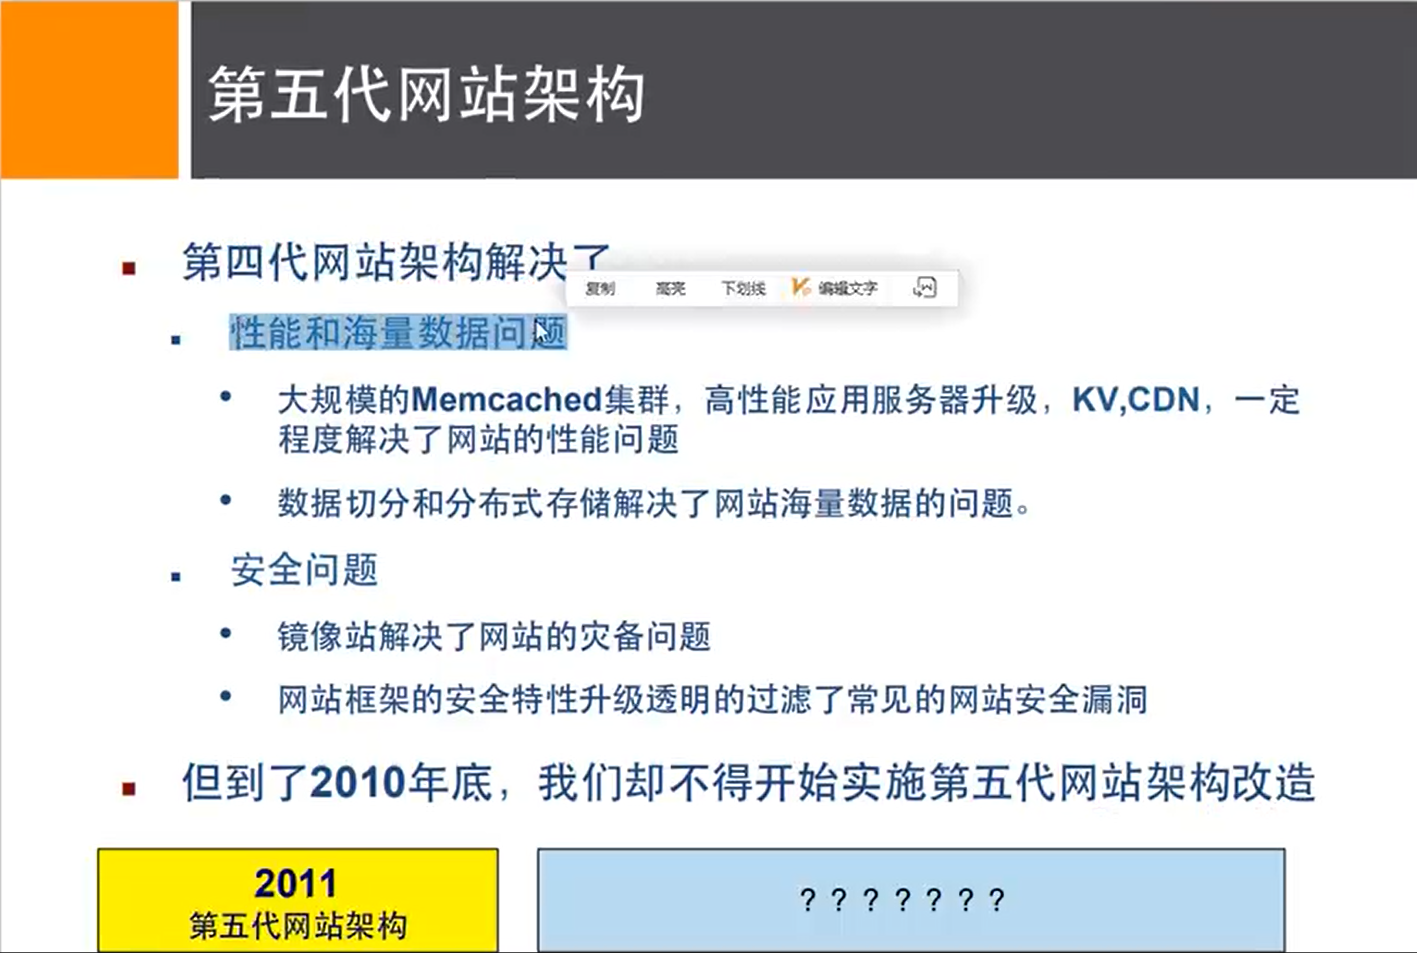 第五代网站架构
第四代网站架构解决了
复制 高亮 下划线 编辑文字
性能和海量数据问题
大规模的Memcached集群，高性能应用服务器升级，KV,CDN，一定
程度解决了网站的性能问题
数据切分和分布式存储解决了网站海量数据的问题。
安全问题
镜像站解决了网站的灾备问题
网站框架的安全特性升级透明的过滤了常见的网站安全漏洞
但到了2010年底，我们却不得开始实施第五代网站架构改造
2011
第五代网站架构
？？？？？？？